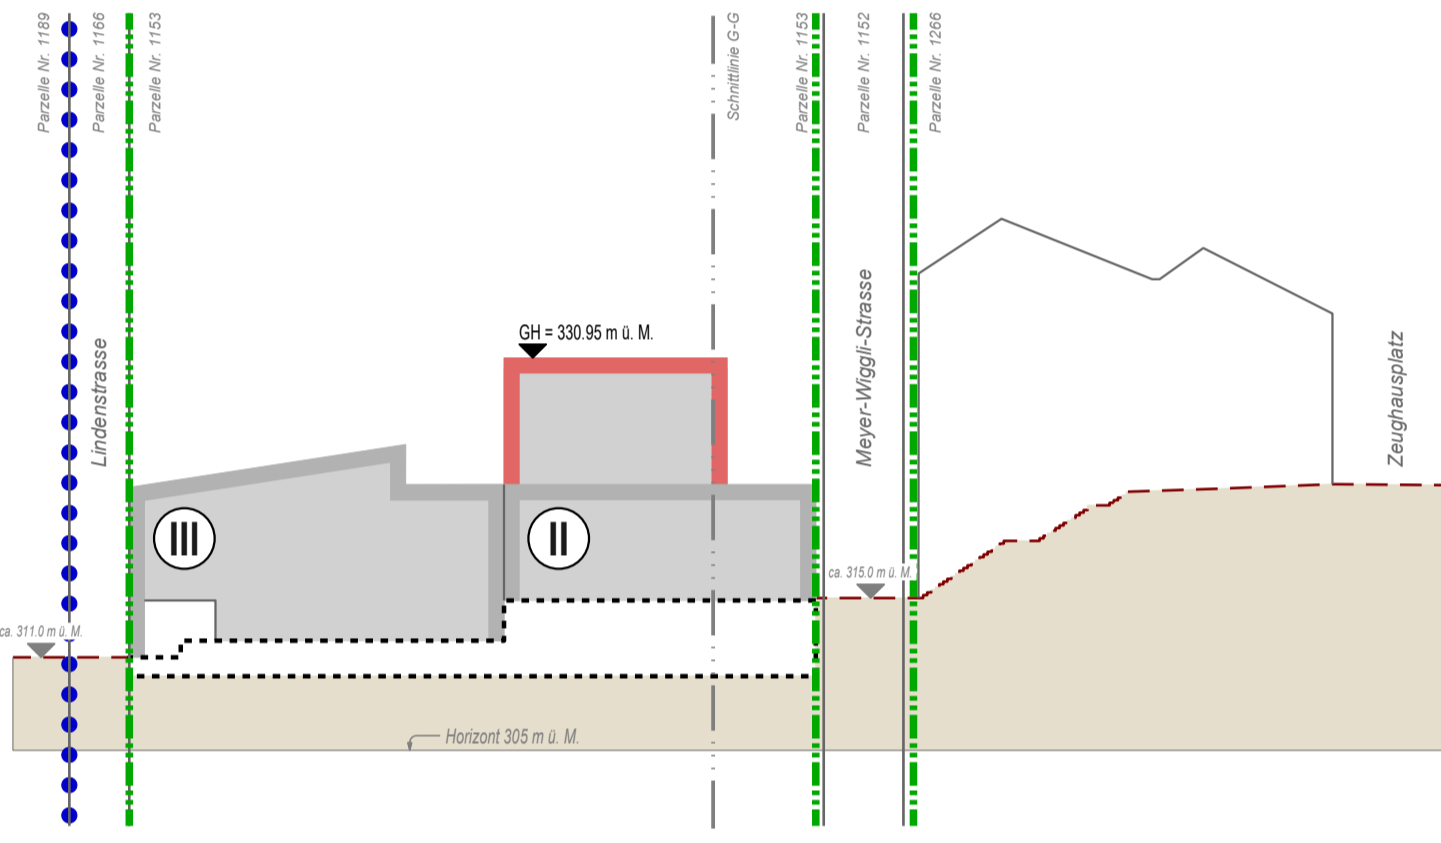 Parzelle Nr. 1189
Parzelle Nr. 1166
Parzelle Nr. 1153
Schnittlinie G-G
Parzelle Nr. 1153
Parzelle Nr. 1152
Parzelle Nr. 1266
Lindenstrasse
GH = 330.95 m ü. M.
Meyer-Wiggli-Strasse
Zeughausplatz
III
II
ca. 315.0 m ü. M.
ca. 311.0 m ü. M.
Horizont 305 m ü. M.